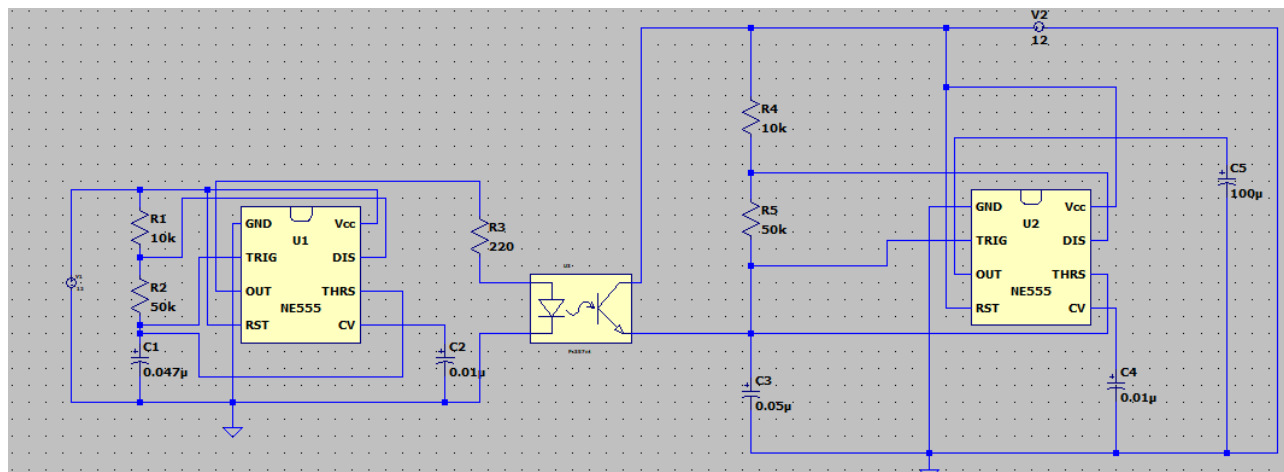 V2
12
R4
10k
C5
100µ
R1
10k
GND
Vcc
U1
TRIG
DIS
R2
50k
OUT
THRS
NE555
RST
CV
C1
0.047µ
C2
0.01µ
V1
R3
220
R5
50k
GND
Vcc
U2
TRIG
DIS
OUT
THRS
NE555
RST
CV
C3
0.05µ
C4
0.01µ